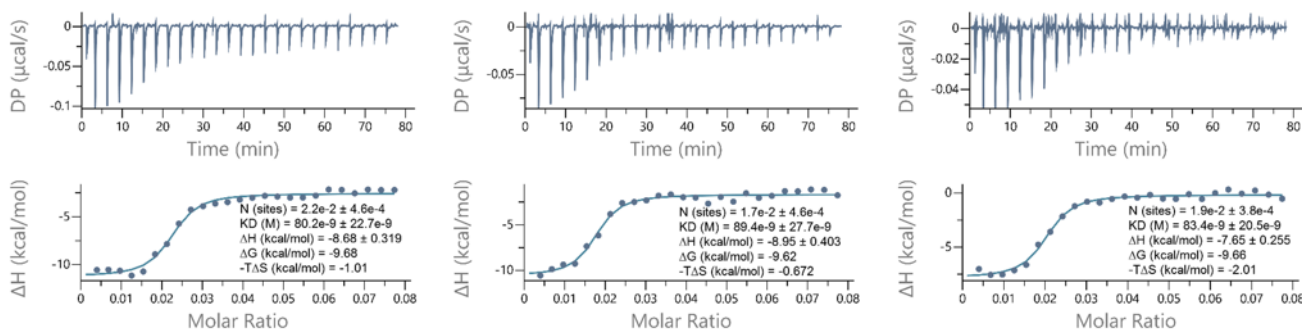 DP (μcal/s)
0
-0.05
-0.1
0 10 20 30 40 50 60 70 80
Time (min)
DP (μcal/s)
0
-0.05
0 10 20 30 40 50 60 70 80
Time (min)
DP (μcal/s)
0
-0.02
-0.04
0 10 20 30 40 50 60 70 80
Time (min)
ΔH (kcal/mol)
-5
-10
N (sites) = 2.2e-2 ± 4.6e-4
KD (M) = 80.2e-9 ± 22.7e-9
ΔH (kcal/mol) = -8.68 ± 0.319
ΔG (kcal/mol) = -9.68
-TΔS (kcal/mol) = -1.01
0 0.01 0.02 0.03 0.04 0.05 0.06 0.07 0.08
Molar Ratio
ΔH (kcal/mol)
0
-5
-10
N (sites) = 1.7e-2 ± 4.6e-4
KD (M) = 89.4e-9 ± 27.7e-9
ΔH (kcal/mol) = -8.95 ± 0.403
ΔG (kcal/mol) = -9.62
-TΔS (kcal/mol) = -0.672
0 0.01 0.02 0.03 0.04 0.05 0.06 0.07 0.08
Molar Ratio
ΔH (kcal/mol)
0
-5
N (sites) = 1.9e-2 ± 3.8e-4
KD (M) = 83.4e-9 ± 20.5e-9
ΔH (kcal/mol) = -7.65 ± 0.255
ΔG (kcal/mol) = -9.66
-TΔS (kcal/mol) = -2.01
0 0.01 0.02 0.03 0.04 0.05 0.06 0.07 0.08
Molar Ratio